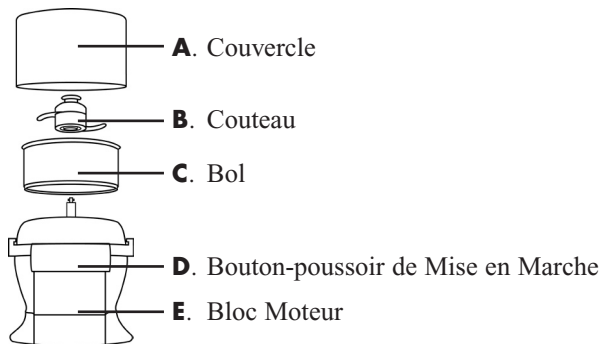 A. Couvercle
B. Couteau
C. Bol
D. Bouton-poussoir de Mise en Marche
E. Bloc Moteur